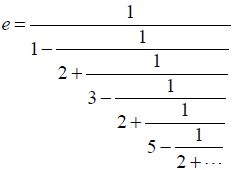 e = 1
1 − 1
2 + 1
3 − 1
2 + 1
5 − 1
2 + ⋯